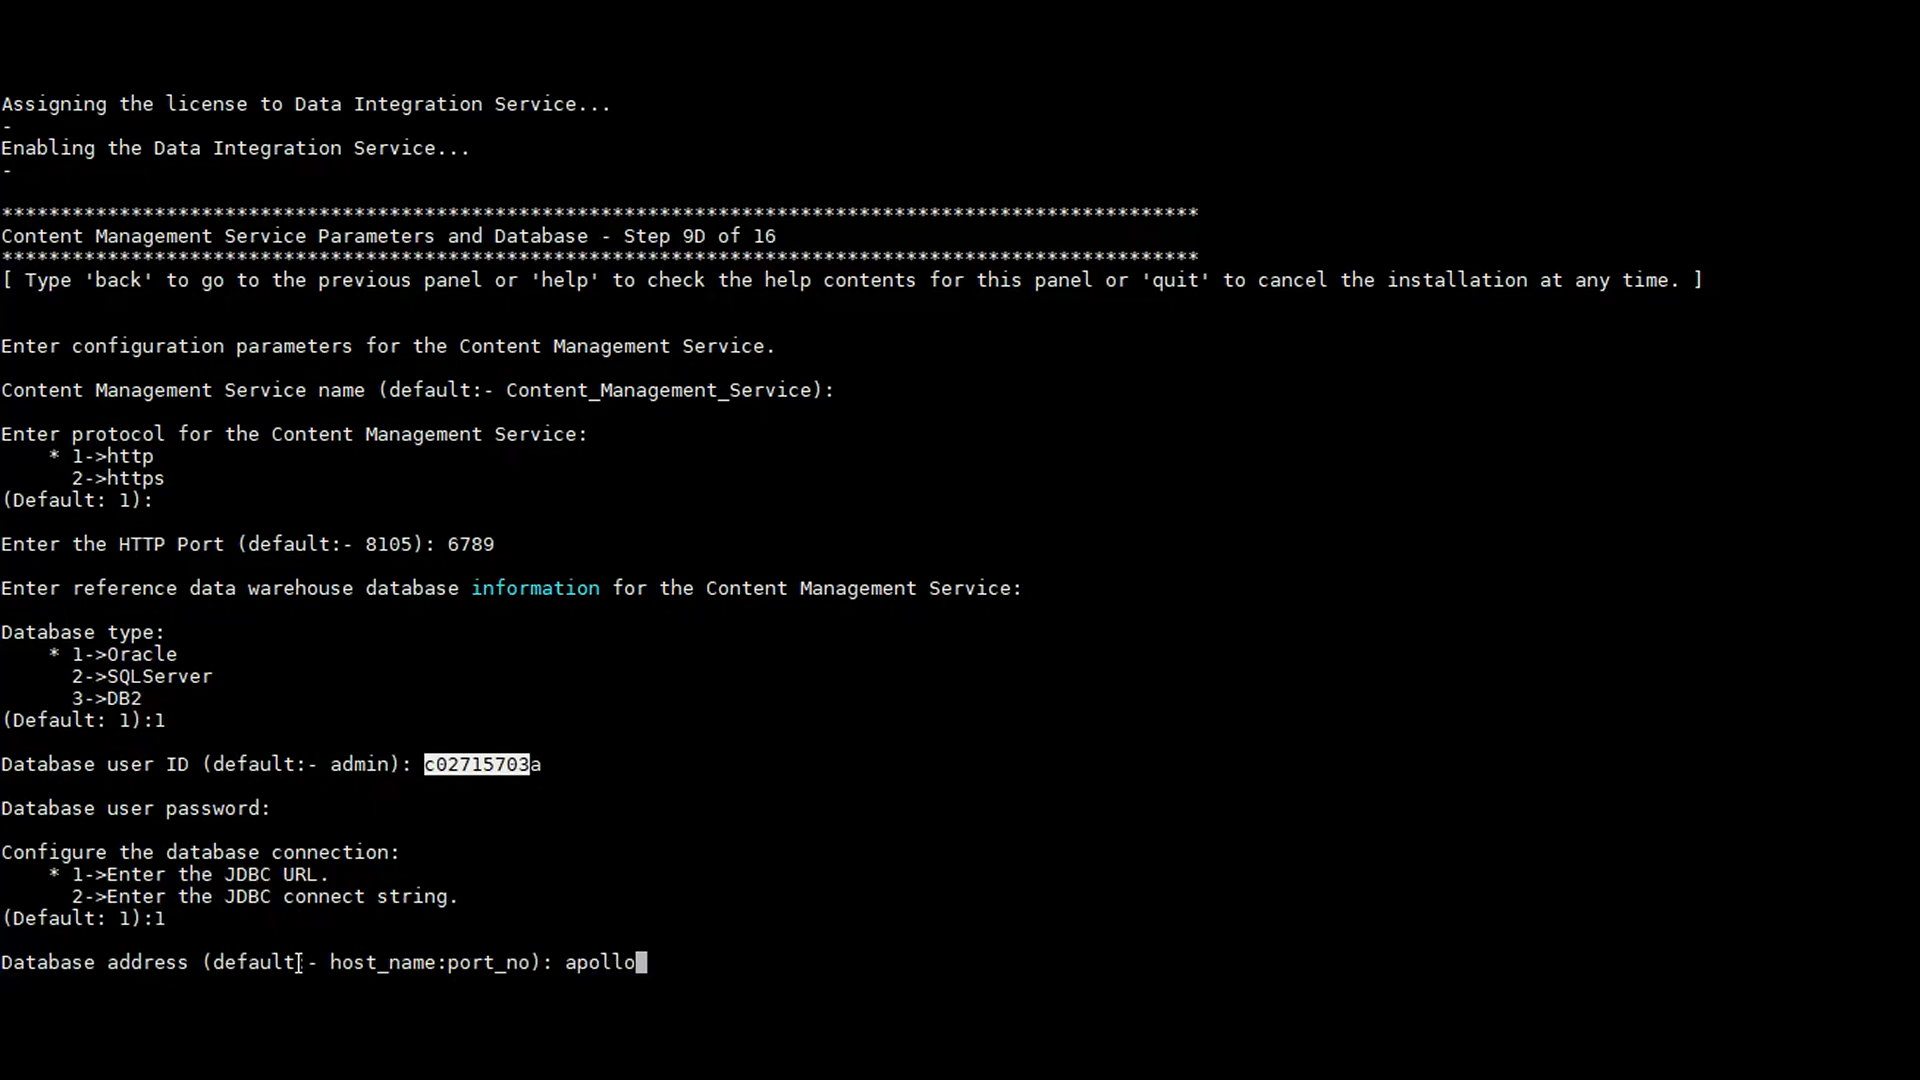 Assigning the license to Data Integration Service...
-
Enabling the Data Integration Service...
-
******************************************************************************************************
Content Management Service Parameters and Database - Step 9D of 16
******************************************************************************************************
[ Type 'back' to go to the previous panel or 'help' to check the help contents for this panel or 'quit' to cancel the installation at any time. ]
Enter configuration parameters for the Content Management Service.
Content Management Service name (default:- Content_Management_Service):
Enter protocol for the Content Management Service:
* 1->http
2->https
(Default: 1):
Enter the HTTP Port (default:- 8105): 6789
Enter reference data warehouse database information for the Content Management Service:
Database type:
* 1->Oracle
2->SQLServer
3->DB2
(Default: 1):1
Database user ID (default:- admin): c02715703a
Database user password:
Configure the database connection:
* 1->Enter the JDBC URL.
2->Enter the JDBC connect string.
(Default: 1):1
Database address (default:- host_name:port_no): apollo